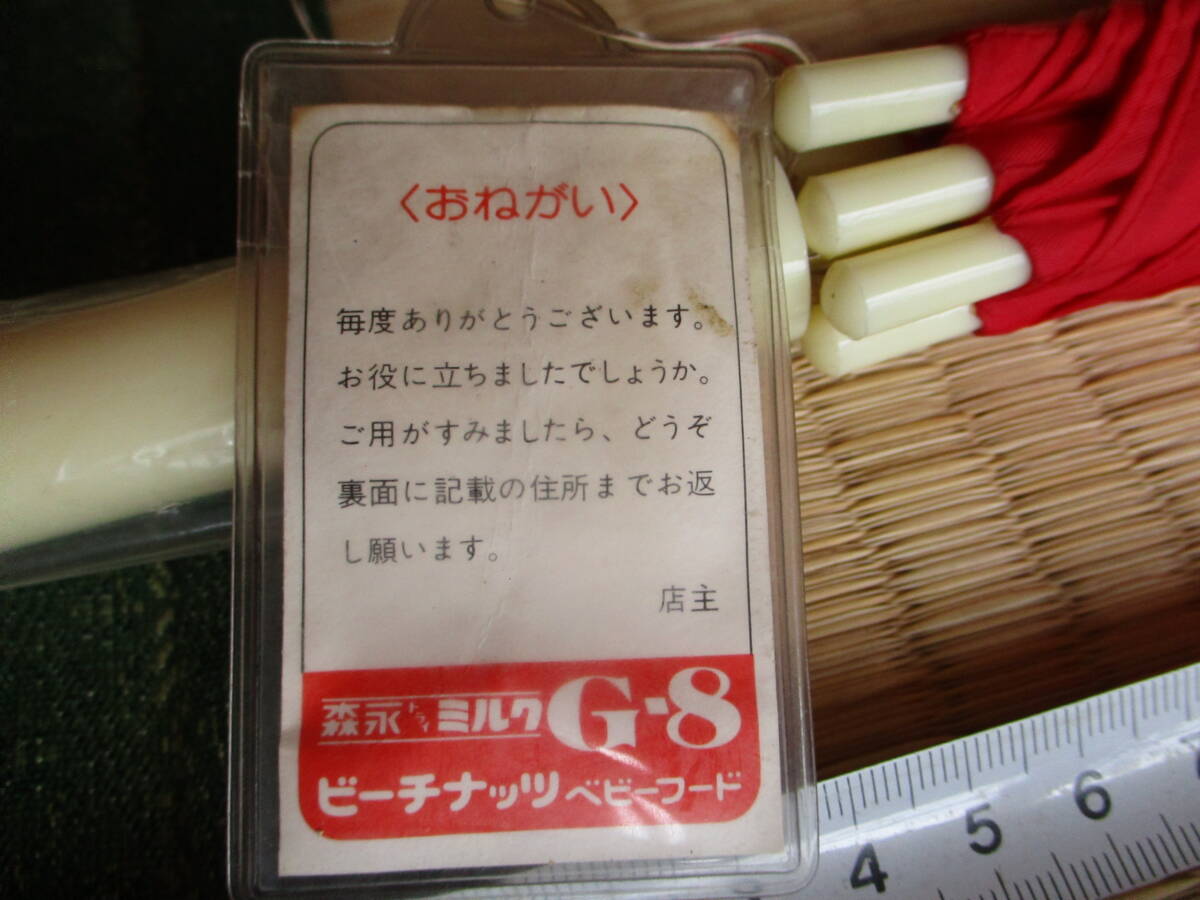 〈おねがい〉
毎度ありがとうございます。
お役に立ちましたでしょうか。
ご用がすみましたら、どうぞ
裏面に記載の住所までお返
し願います。
店主
森永ドライミルクG-8
ビーチナッツベビーフード
4 5 6